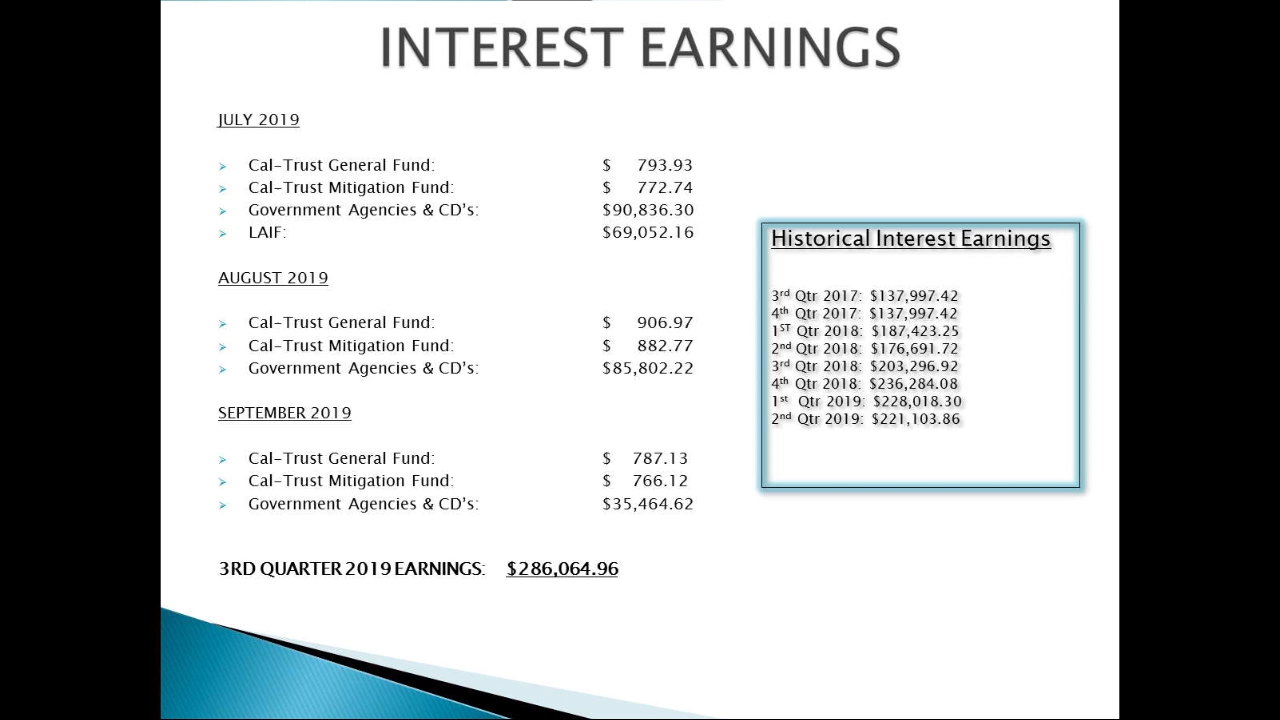 INTEREST EARNINGS
JULY 2019
Cal-Trust General Fund: $ 793.93
Cal-Trust Mitigation Fund: $ 772.74
Government Agencies & CD's: $90,836.30
LAIF: $69,052.16
AUGUST 2019
Cal-Trust General Fund: $ 906.97
Cal-Trust Mitigation Fund: $ 882.77
Government Agencies & CD's: $85,802.22
SEPTEMBER 2019
Cal-Trust General Fund: $ 787.13
Cal-Trust Mitigation Fund: $ 766.12
Government Agencies & CD's: $35,464.62
3RD QUARTER 2019 EARNINGS: $286,064.96
Historical Interest Earnings
3rd Qtr 2017: $137,997.42
4th Qtr 2017: $137,997.42
1ST Qtr 2018: $187,423.25
2nd Qtr 2018: $176,691.72
3rd Qtr 2018: $203,296.92
4th Qtr 2018: $236,284.08
1st Qtr 2019: $228,018.30
2nd Qtr 2019: $221,103.86